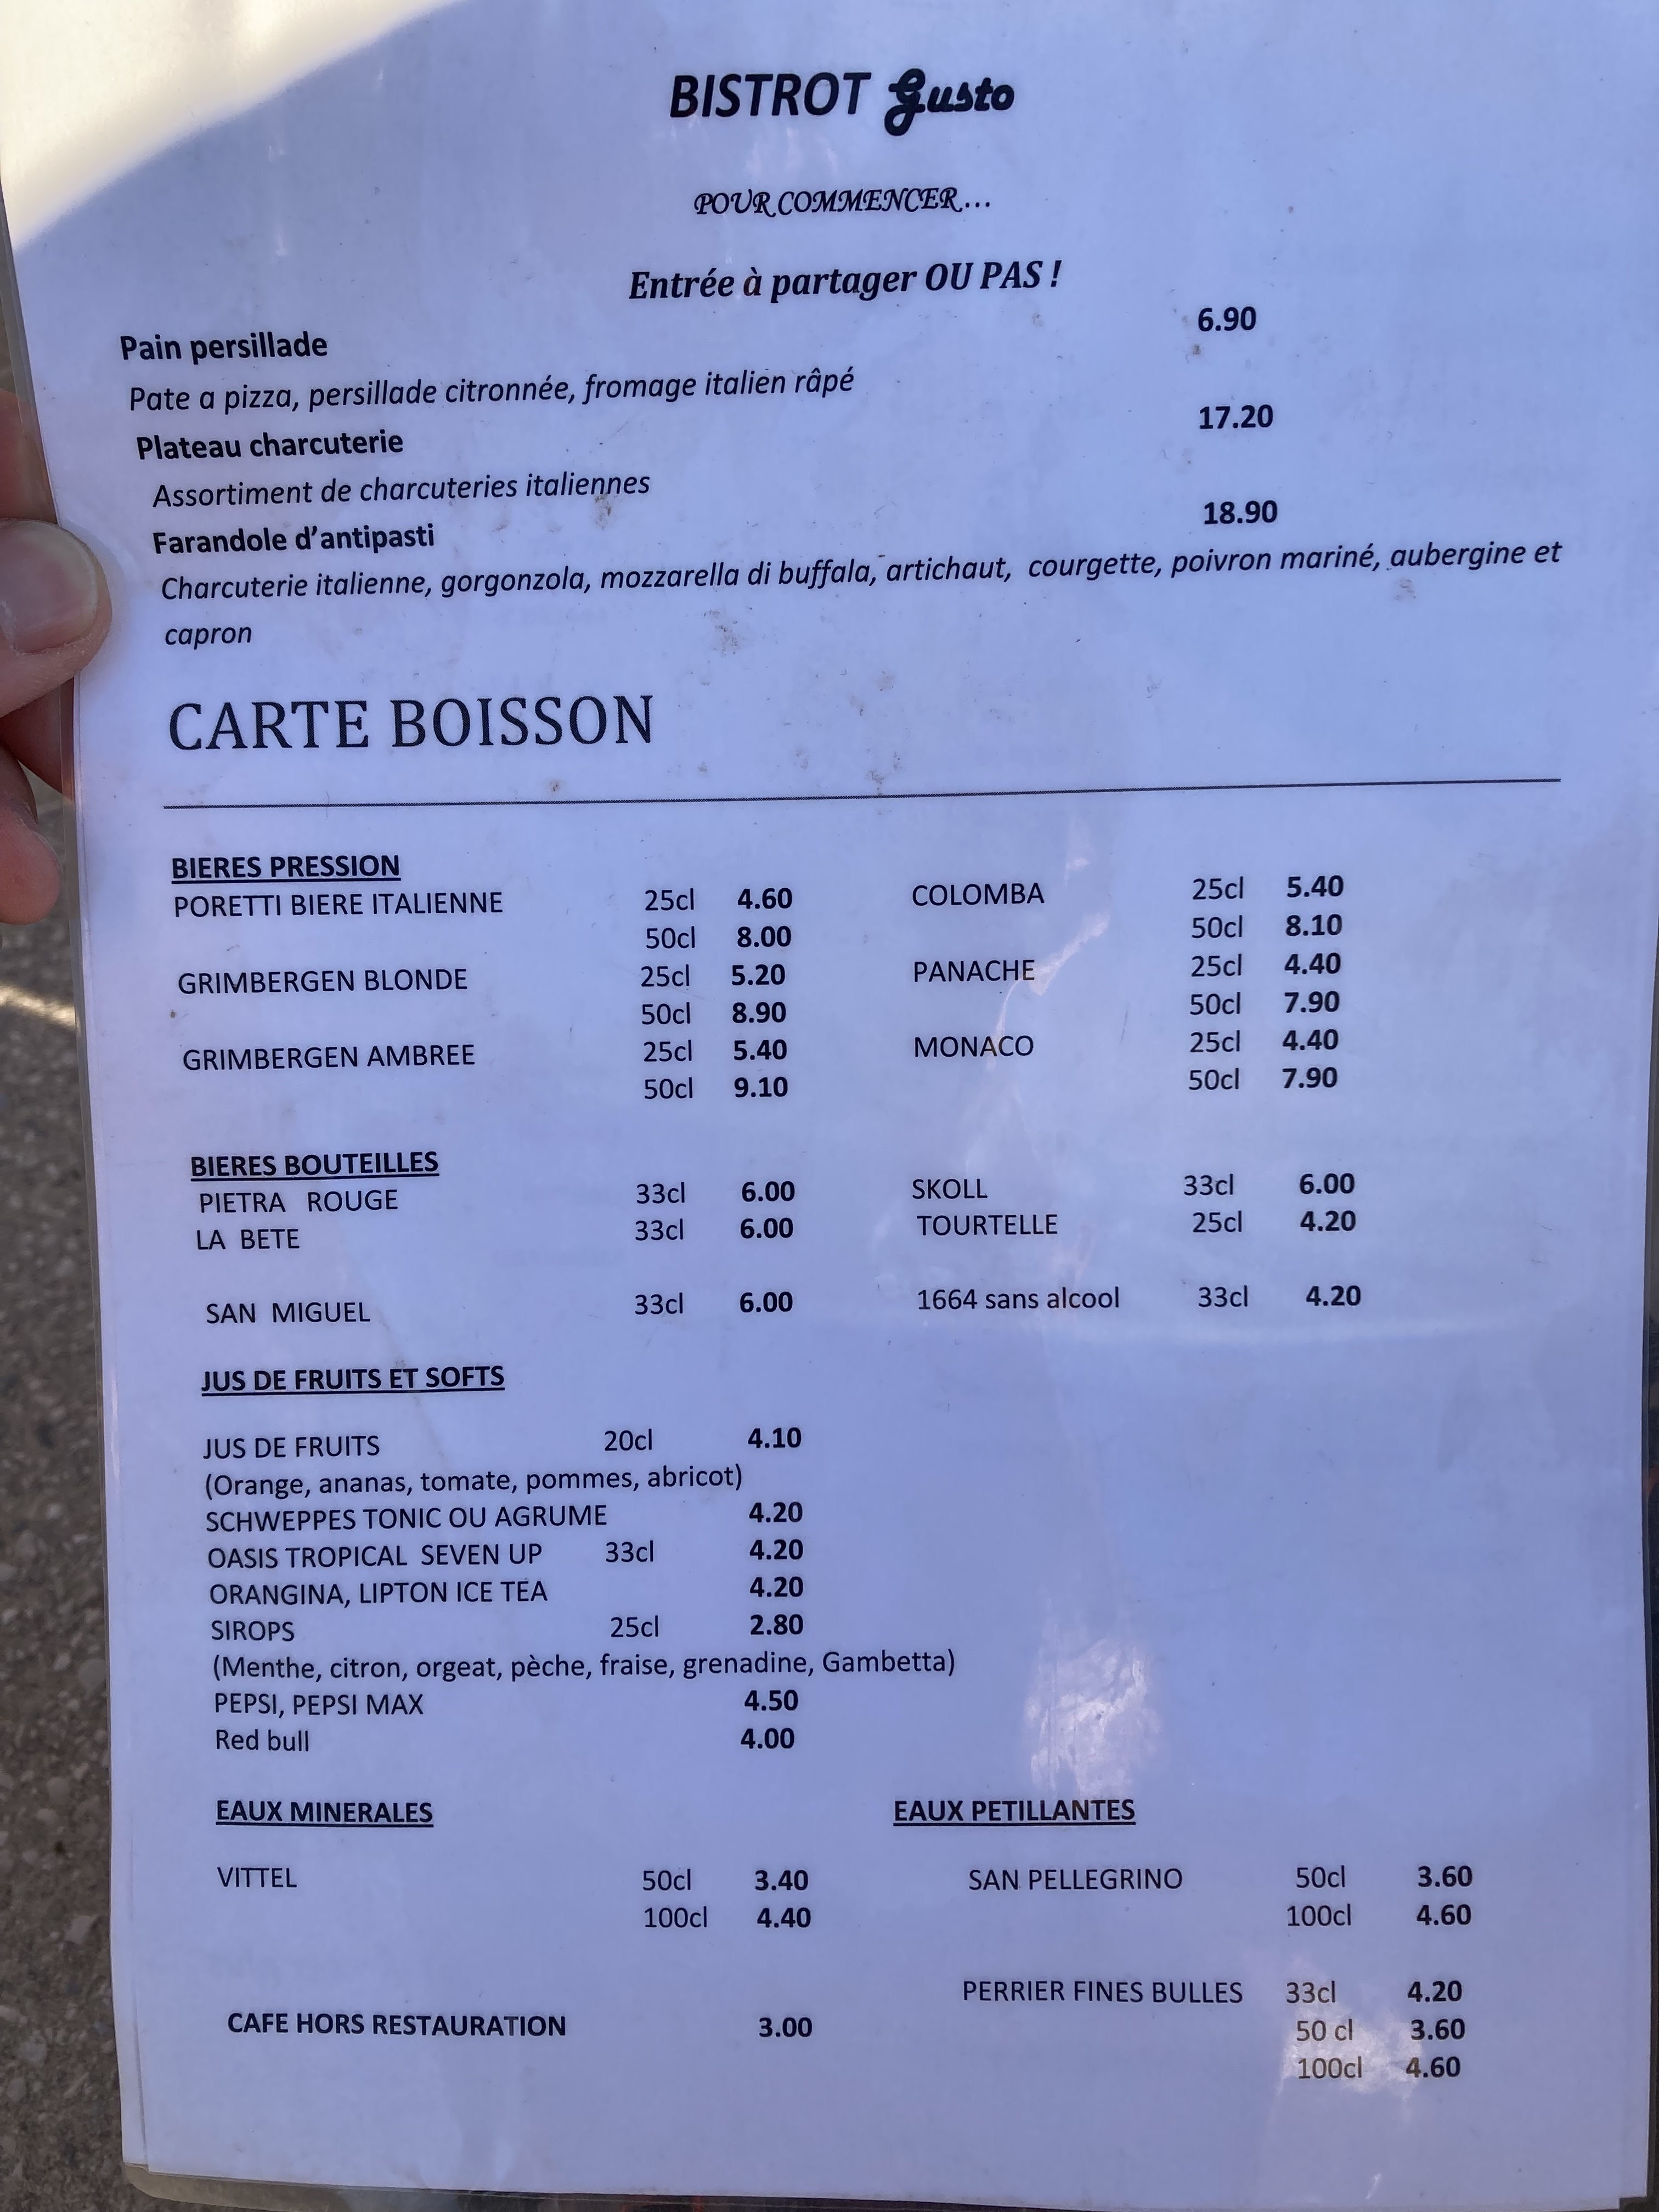 BISTROT Gusto
POUR COMMENCER...
Entrée à partager OU PAS !
Pain persillade 6.90
Pate a pizza, persillade citronnée, fromage italien râpé
Plateau charcuterie 17.20
Assortiment de charcuteries italiennes
Farandole d’antipasti 18.90
Charcuterie italienne, gorgonzola, mozzarella di buffala, artichaut, courgette, poivron mariné, aubergine et
capron
CARTE BOISSON
BIERES PRESSION
PORETTI BIERE ITALIENNE 25cl 4.60 COLOMBA 25cl 5.40
50cl 8.00 50cl 8.10
GRIMBERGEN BLONDE 25cl 5.20 PANACHE 25cl 4.40
50cl 8.90 50cl 7.90
GRIMBERGEN AMBREE 25cl 5.40 MONACO 25cl 4.40
50cl 9.10 50cl 7.90
BIERES BOUTEILLES
PIETRA ROUGE 33cl 6.00 SKOLL 33cl 6.00
LA BETE 33cl 6.00 TOURTELLE 25cl 4.20
SAN MIGUEL 33cl 6.00 1664 sans alcool 33cl 4.20
JUS DE FRUITS ET SOFTS
JUS DE FRUITS 20cl 4.10
(Orange, ananas, tomate, pommes, abricot)
SCHWEPPES TONIC OU AGRUME 4.20
OASIS TROPICAL SEVEN UP 33cl 4.20
ORANGINA, LIPTON ICE TEA 4.20
SIROPS 25cl 2.80
(Menthe, citron, orgeat, pèche, fraise, grenadine, Gambetta)
PEPSI, PEPSI MAX 4.50
Red bull 4.00
EAUX MINERALES EAUX PETILLANTES
VITTEL 50cl 3.40 SAN PELLEGRINO 50cl 3.60
100cl 4.40 100cl 4.60
PERRIER FINES BULLES 33cl 4.20
CAFE HORS RESTAURATION 3.00 50 cl 3.60
100cl 4.60